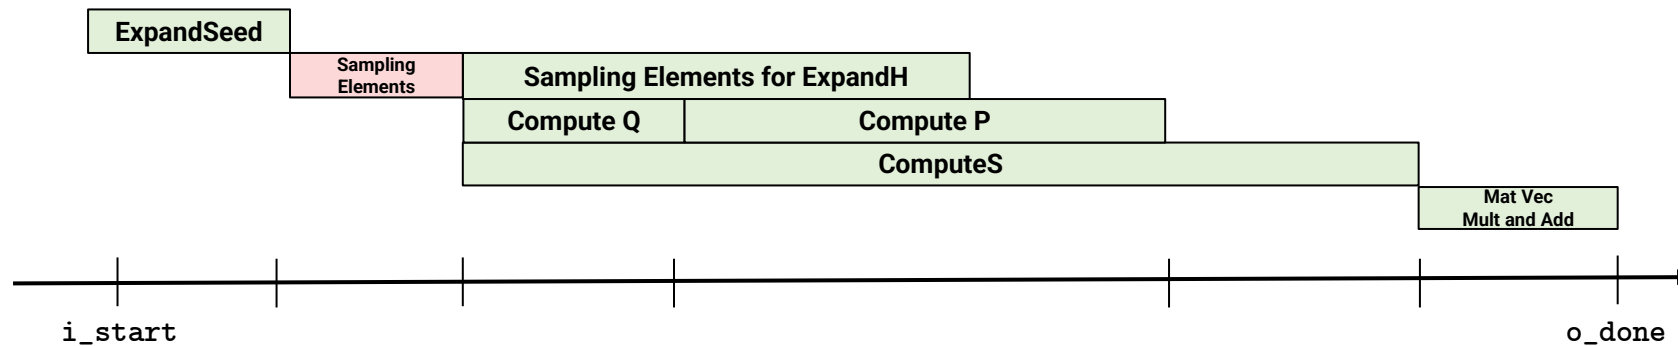 ExpandSeed
Sampling
Elements
Sampling Elements for ExpandH
Compute Q
Compute P
ComputeS
Mat Vec
Mult and Add
i_start
o_done